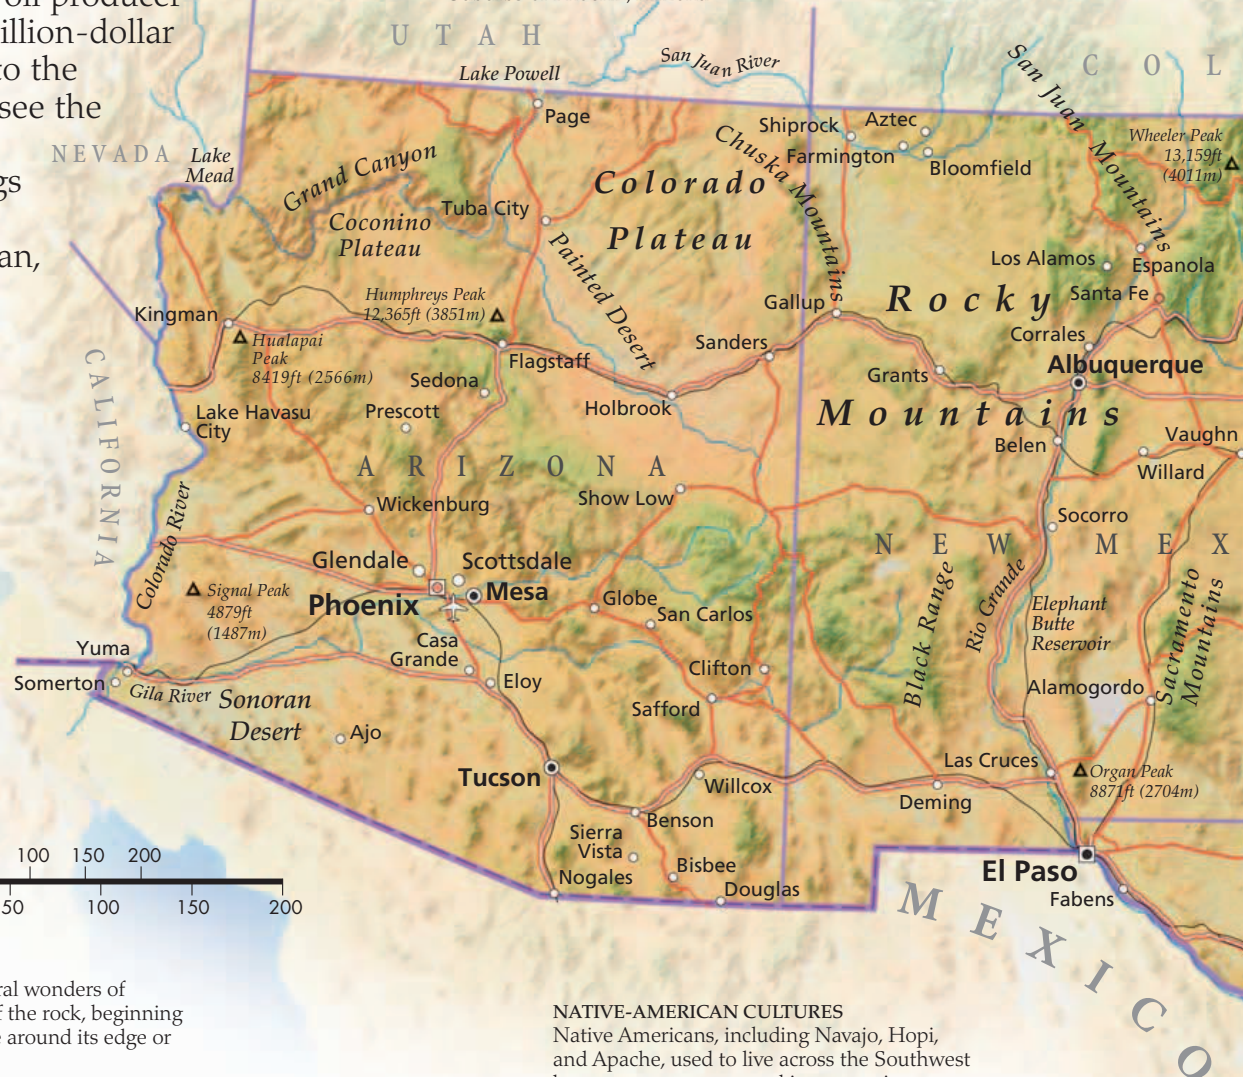 oil producer
illion-dollar
to the
see the
gs
an,
UTAH
COL
NEVADA
Lake Powell
San Juan River
Page
Lake
Mead
Grand Canyon
Coconino
Plateau
Tuba City
Colorado
Plateau
Painted Desert
Chuska Mountains
Shiprock
Aztec
Farmington
Bloomfield
San Juan Mountains
Wheeler Peak
13,159ft
(4011m)
Los Alamos
Espanola
Santa Fe
Rocky
Mountains
Kingman
Hualapai
Peak
8419ft (2566m)
Humphreys Peak
12,365ft (3851m)
Flagstaff
Sedona
Prescott
Lake Havasu
City
Gallup
Sanders
Holbrook
Grants
Corrales
Albuquerque
Belen
Vaughn
Willard
CALIFORNIA
ARIZONA
Show Low
Wickenburg
Colorado River
Glendale
Scottsdale
Phoenix
Mesa
Signal Peak
4879ft
(1487m)
Globe
San Carlos
Casa
Grande
Eloy
Clifton
Safford
NEW MEX
Socorro
Black Range
Rio Grande
Elephant
Butte
Reservoir
Sacramento
Mountains
Alamogordo
Yuma
Somerton
Gila River
Sonoran
Desert
Ajo
Tucson
Willcox
Benson
Sierra
Vista
Bisbee
Nogales
Douglas
Las Cruces
Deming
Organ Peak
8871ft (2704m)
El Paso
Fabens
MEXICO
100 150 200
50 100 150 200
ral wonders of
f the rock, beginning
e around its edge or
NATIVE-AMERICAN CULTURES
Native Americans, including Navajo, Hopi,
and Apache, used to live across the Southwest